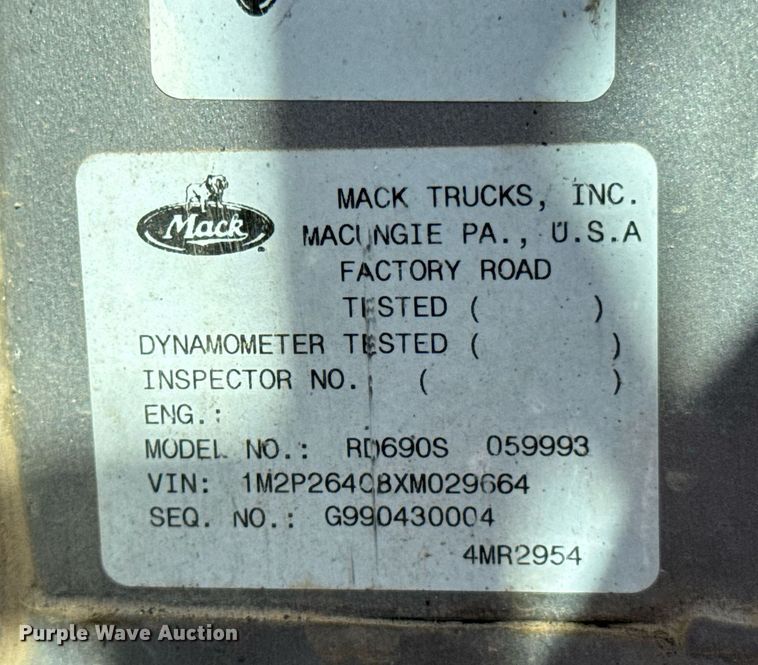 Mack
MACK TRUCKS, INC.
MACUNGIE PA., U.S.A
FACTORY ROAD
TESTED ( )
DYNAMOMETER TESTED ( )
INSPECTOR NO.: ( )
ENG.:
MODEL NO.: RD690S 059993
VIN: 1M2P264C8XM029664
SEQ. NO.: G990430004
4MR2954
Purple Wave Auction